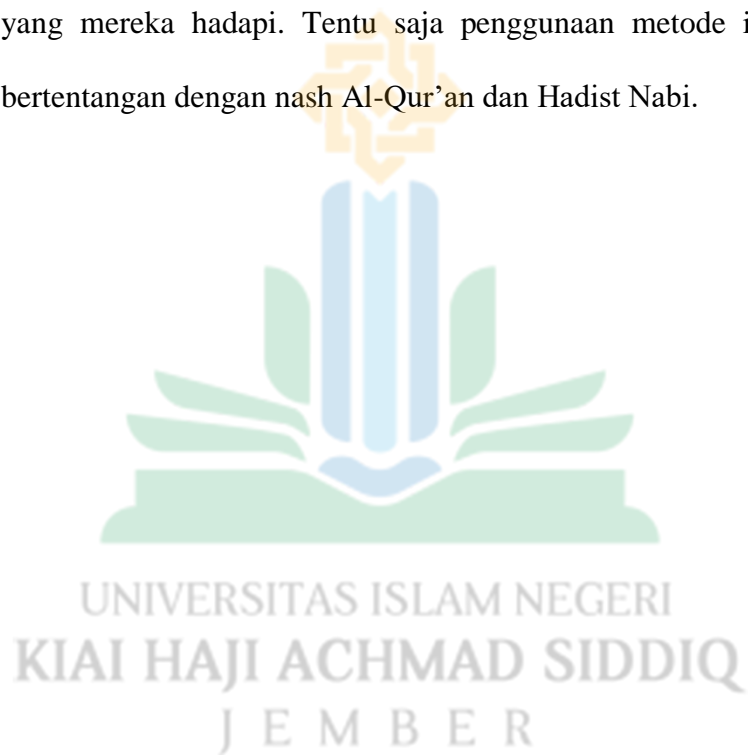 yang mereka hadapi. Tentu saja penggunaan metode
bertentangan dengan nash Al-Qur’an dan Hadist Nabi.
UNIVERSITAS ISLAM NEGERI
KIAI HAJI ACHMAD SIDDIQ
JEMBER